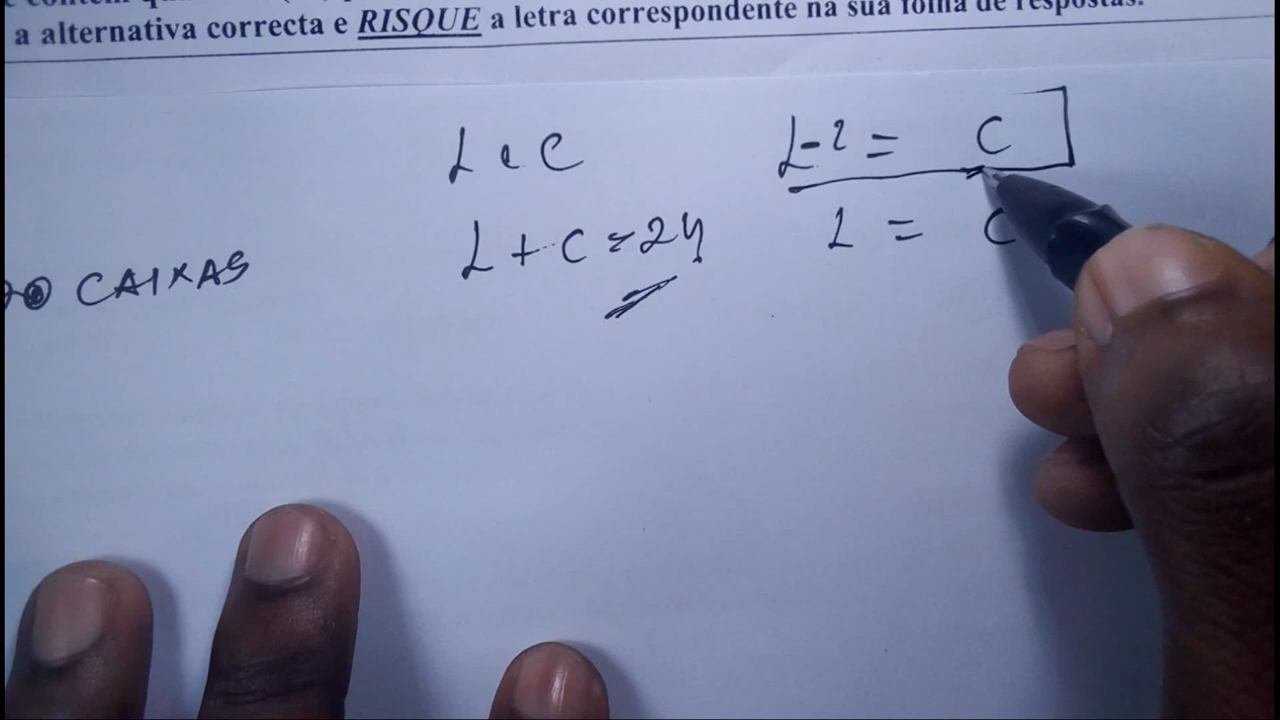 a alternativa correcta e RISQUE a letra correspondente na sua folha de respostas.
L e C
L-2 = C
L + C = 24
L = C
CAIXAS